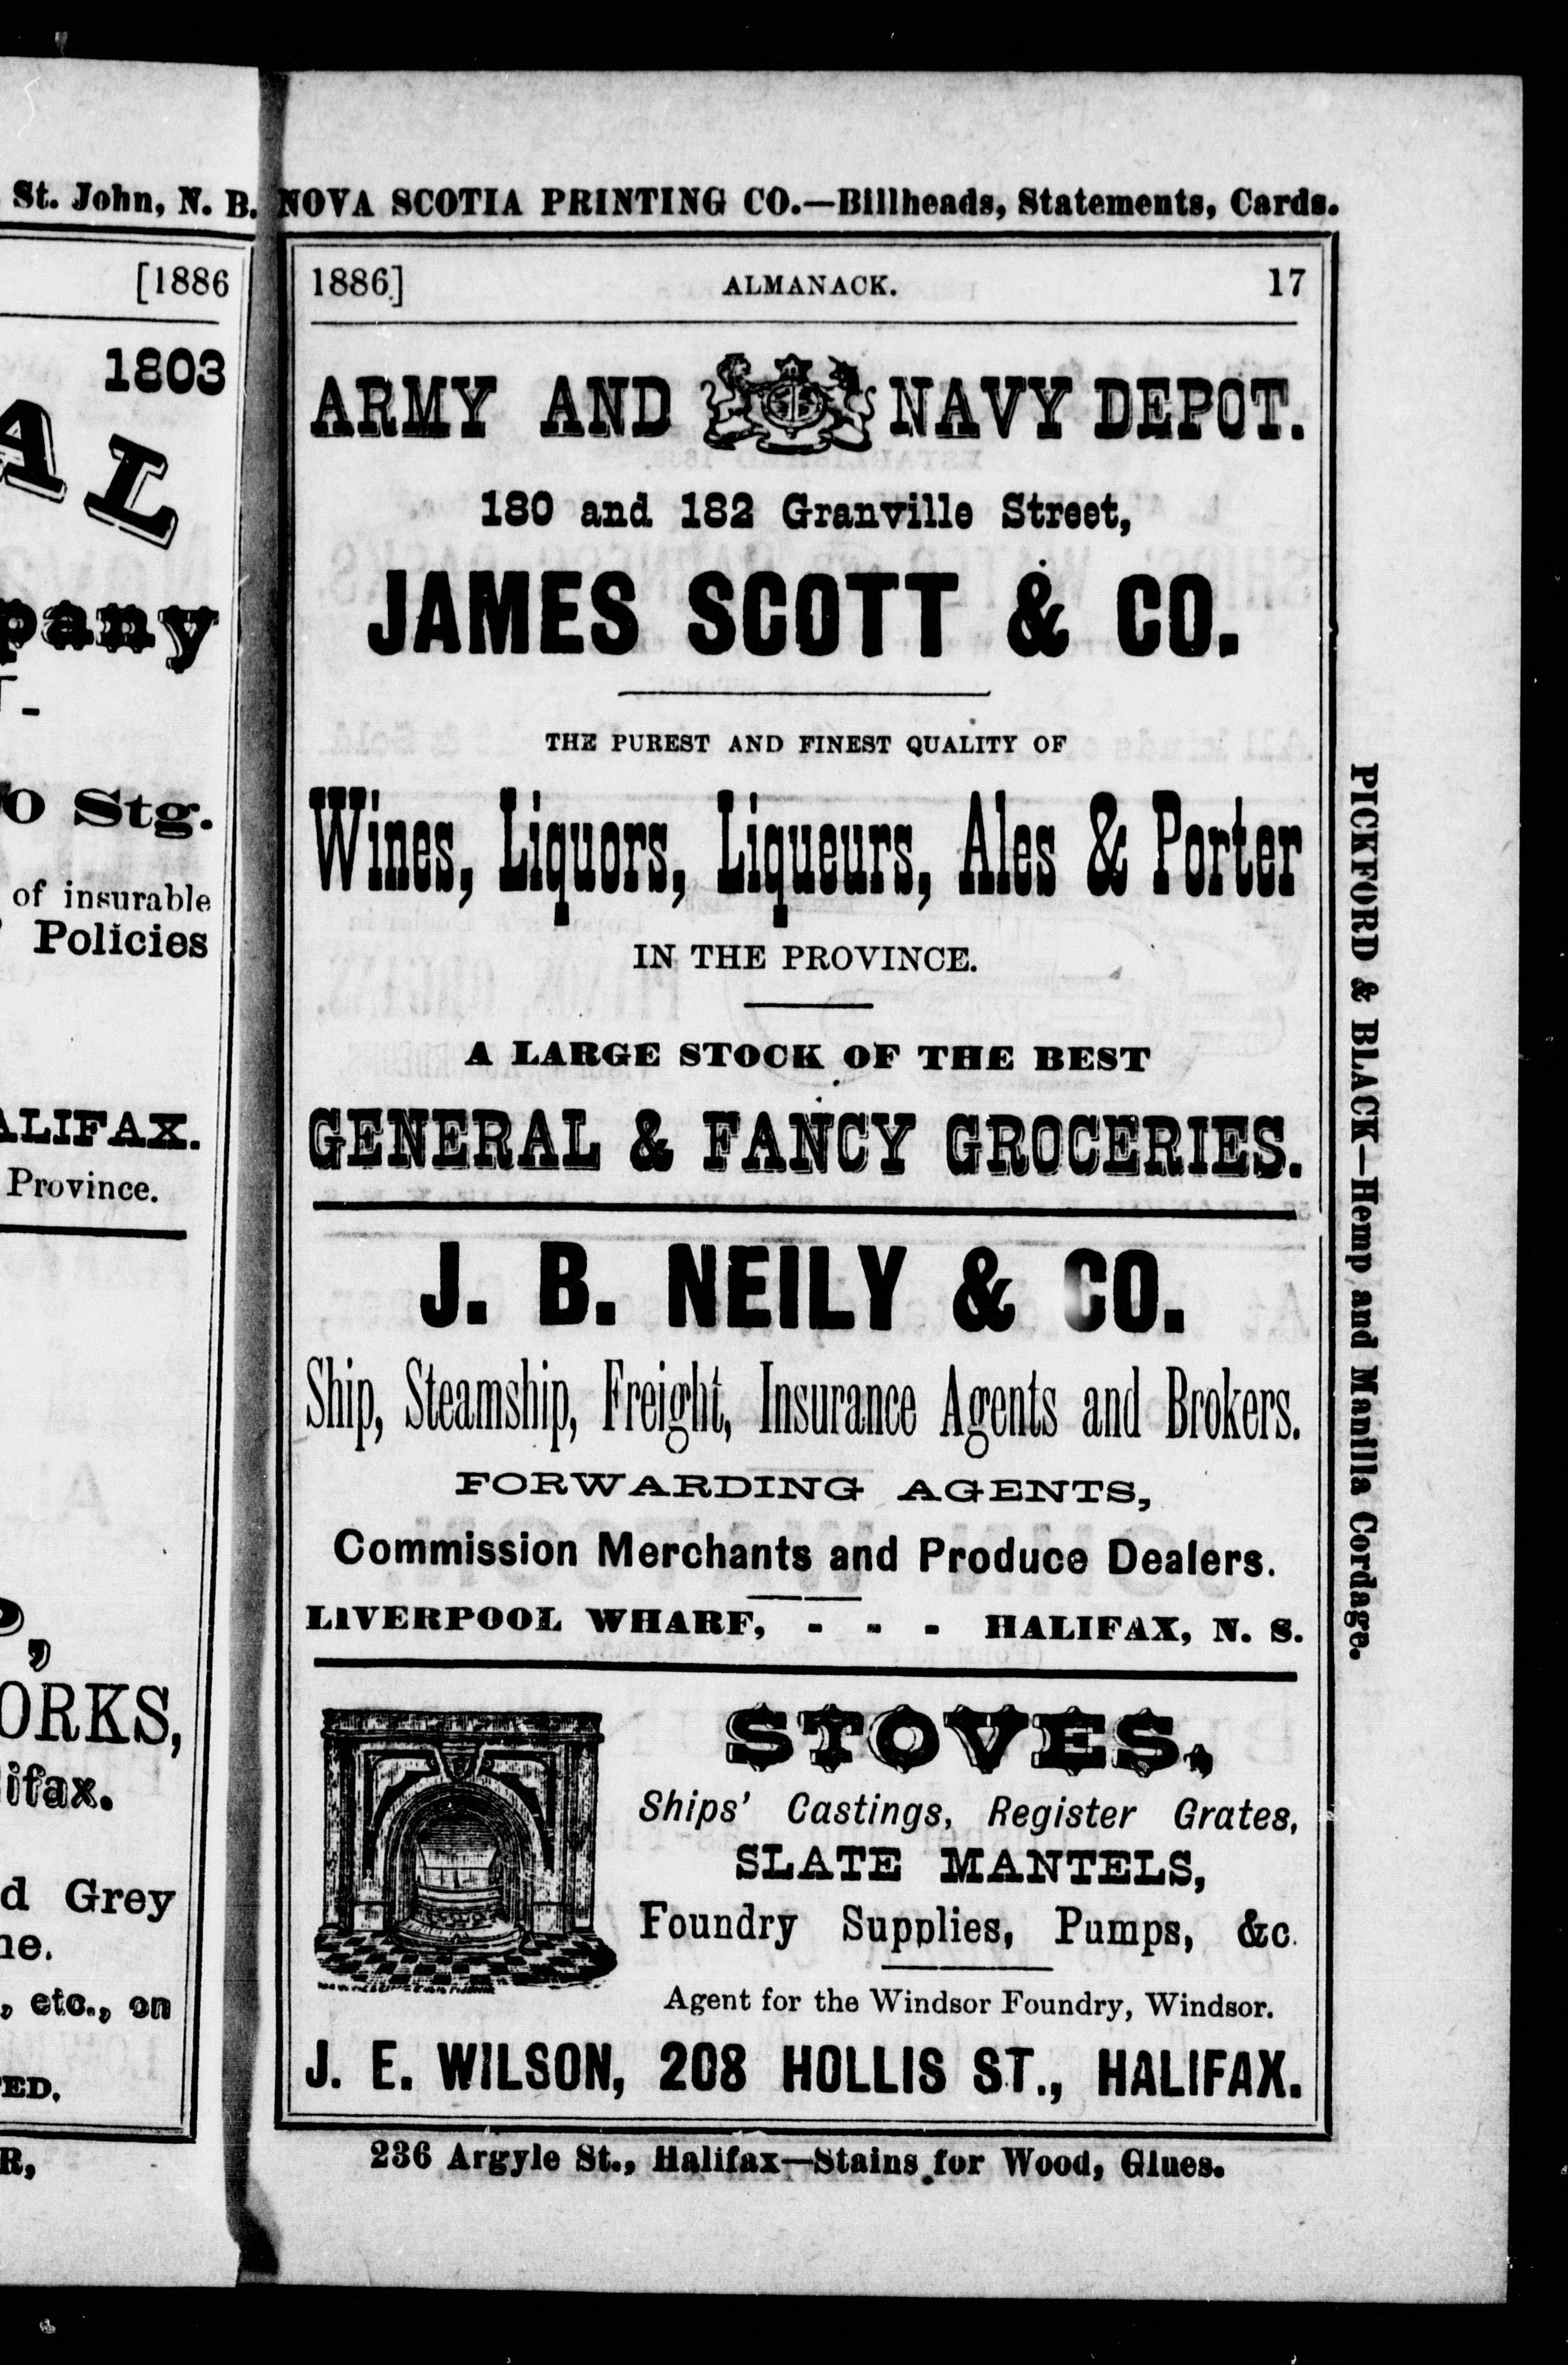 St. John, N. B.
[1886
1803
AL
pany
O Stg.
of insurable
Policies
ALIFAX.
Province.
ORKS,
lifax.
d Grey
ne.
, etc., on
ED.
R,
NOVA SCOTIA PRINTING CO.—Billheads, Statements, Cards.
1886] ALMANACK. 17
ARMY AND NAVY DEPOT.
180 and 182 Granville Street,
JAMES SCOTT & CO.
THE PUREST AND FINEST QUALITY OF
Wines, Liquors, Liqueurs, Ales & Porter
IN THE PROVINCE.
A LARGE STOCK OF THE BEST
GENERAL & FANCY GROCERIES.
J. B. NEILY & CO.
Ship, Steamship, Freight, Insurance Agents and Brokers.
FORWARDING AGENTS,
Commission Merchants and Produce Dealers.
LIVERPOOL WHARF, - - - HALIFAX, N. S.
STOVES,
Ships' Castings, Register Grates,
SLATE MANTELS,
Foundry Supplies, Pumps, &c.
Agent for the Windsor Foundry, Windsor.
J. E. WILSON, 208 HOLLIS ST., HALIFAX.
236 Argyle St., Halifax—Stains for Wood, Glues.
PICKFORD & BLACK—Hemp and Manilla Cordage.